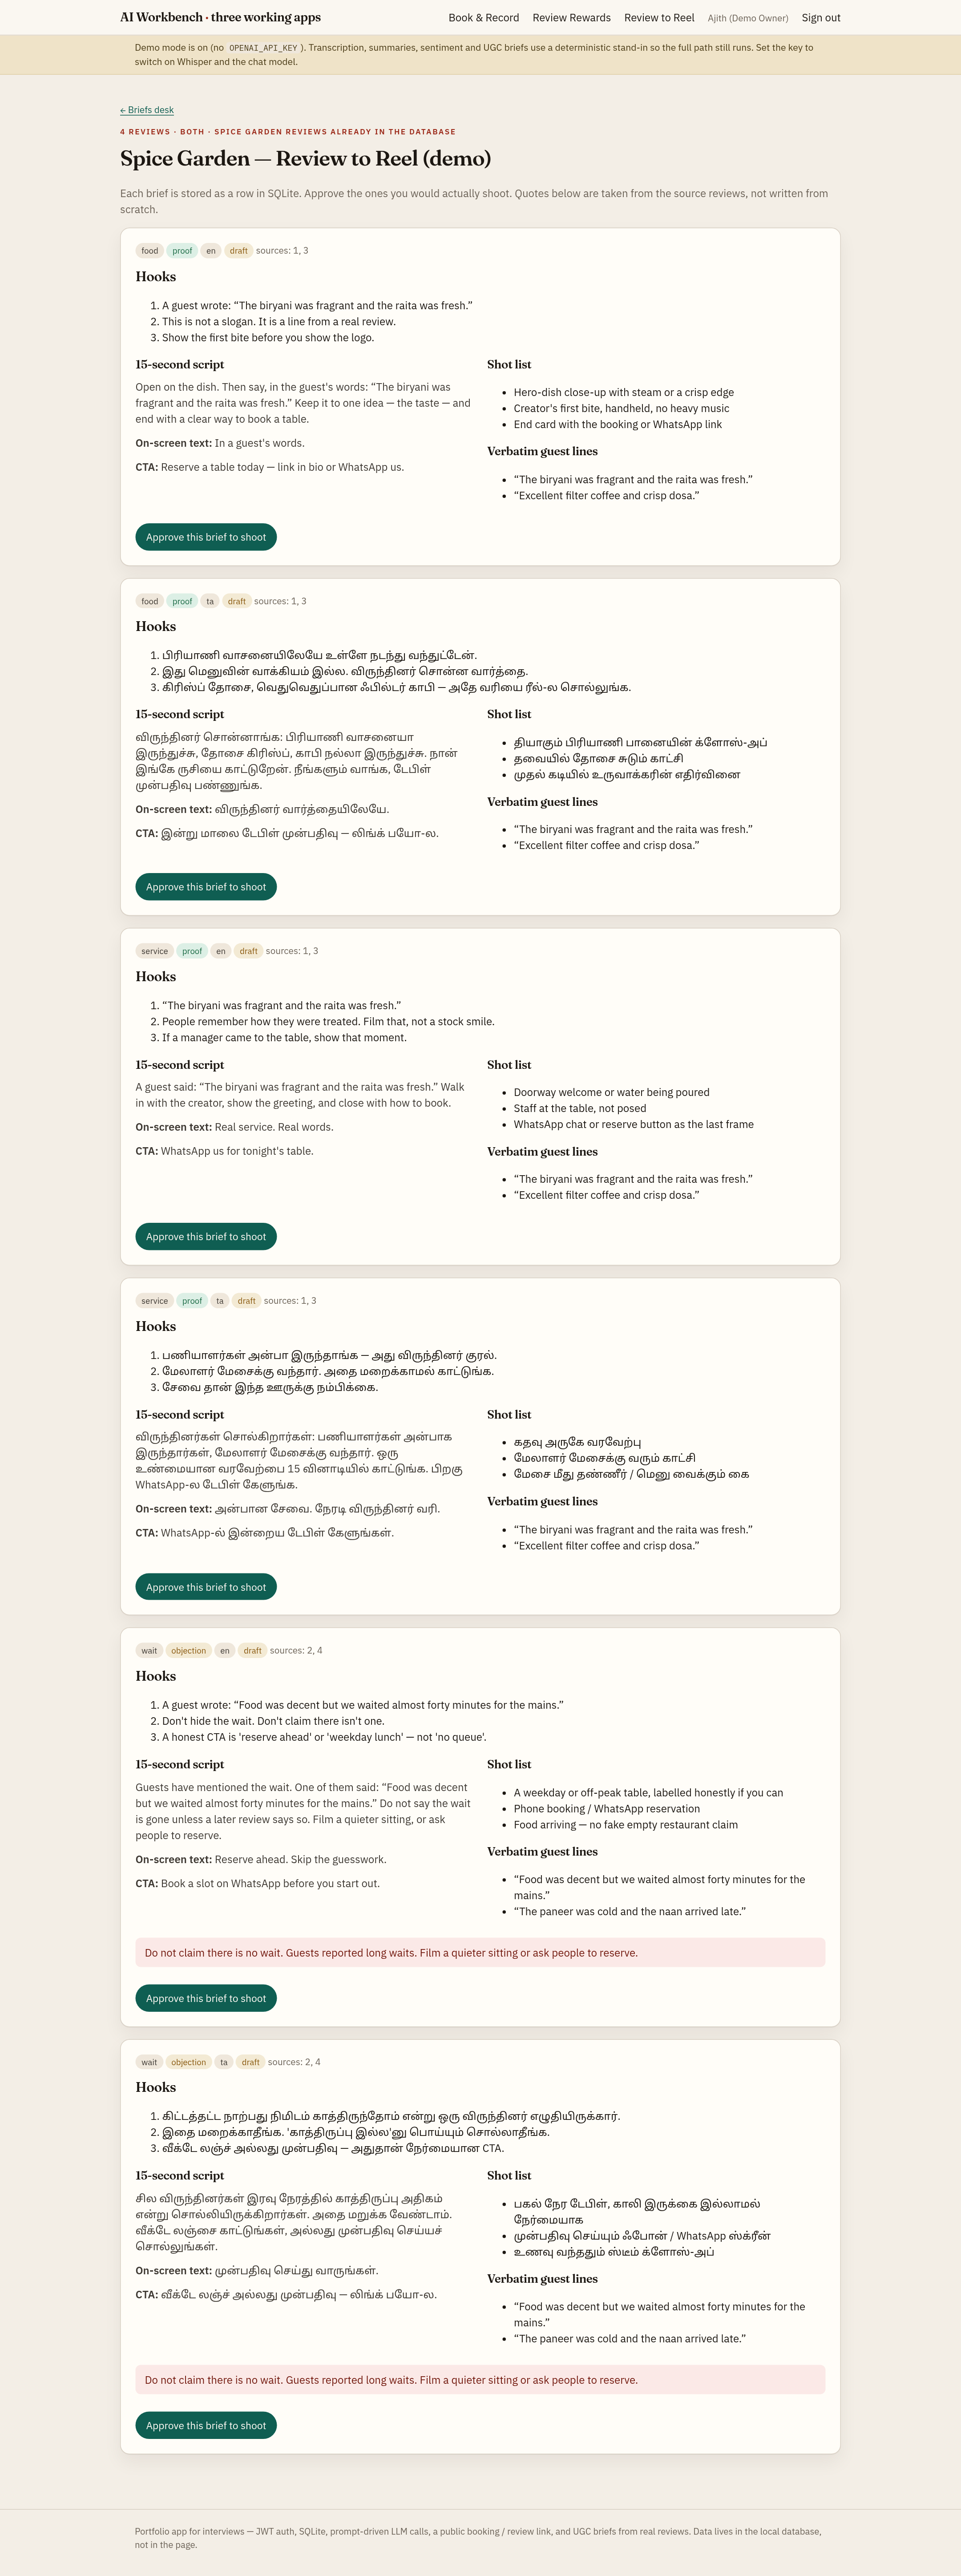 AI Workbench · three working apps
Book & Record Review Rewards Review to Reel Ajith (Demo Owner) Sign out
Demo mode is on (no OPENAI_API_KEY ). Transcription, summaries, sentiment and UGC briefs use a deterministic stand-in so the full path still runs. Set the key to
switch on Whisper and the chat model.
← Briefs desk
4 REVIEWS · BOTH · SPICE GARDEN REVIEWS ALREADY IN THE DATABASE
Spice Garden — Review to Reel (demo)
Each brief is stored as a row in SQLite. Approve the ones you would actually shoot. Quotes below are taken from the source reviews, not written from
scratch.
food proof en draft sources: 1, 3
Hooks
1. A guest wrote: “The biryani was fragrant and the raita was fresh.”
2. This is not a slogan. It is a line from a real review.
3. Show the first bite before you show the logo.
15-second script
Open on the dish. Then say, in the guest's words: “The biryani was
fragrant and the raita was fresh.” Keep it to one idea — the taste — and
end with a clear way to book a table.
On-screen text: In a guest's words.
CTA: Reserve a table today — link in bio or WhatsApp us.
Shot list
• Hero-dish close-up with steam or a crisp edge
• Creator's first bite, handheld, no heavy music
• End card with the booking or WhatsApp link
Verbatim guest lines
• “The biryani was fragrant and the raita was fresh.”
• “Excellent filter coffee and crisp dosa.”
Approve this brief to shoot
food proof ta draft sources: 1, 3
Hooks
1. பிரியாணி வாசனையிலேயே உள்ளே நடந்து வந்துட்டேன்.
2. இது மெனுவின் வாக்கியம் இல்ல. விருந்தினர் சொன்ன வார்த்தை.
3. கிரிஸ்ப் தோசை, வெதுவெதுப்பான ஃபில்டர் காபி — அதே வரியை ரீல்-ல சொல்லுங்க.
15-second script
விருந்தினர் சொன்னாங்க: பிரியாணி வாசனையா
இருந்துச்சு, தோசை கிரிஸ்ப், காபி நல்லா இருந்துச்சு. நான்
இங்கே ருசியை காட்டுறேன். நீங்களும் வாங்க, டேபிள்
முன்பதிவு பண்ணுங்க.
On-screen text: விருந்தினர் வார்த்தையிலேயே.
CTA: இன்று மாலை டேபிள் முன்பதிவு — லிங்க் பயோ-ல.
Shot list
• தியாகும் பிரியாணி பானையின் க்ளோஸ்-அப்
• தவையில் தோசை சுடும் காட்சி
• முதல் கடியில் உருவாக்கரின் எதிர்வினை
Verbatim guest lines
• “The biryani was fragrant and the raita was fresh.”
• “Excellent filter coffee and crisp dosa.”
Approve this brief to shoot
service proof en draft sources: 1, 3
Hooks
1. “The biryani was fragrant and the raita was fresh.”
2. People remember how they were treated. Film that, not a stock smile.
3. If a manager came to the table, show that moment.
15-second script
A guest said: “The biryani was fragrant and the raita was fresh.” Walk
in with the creator, show the greeting, and close with how to book.
On-screen text: Real service. Real words.
CTA: WhatsApp us for tonight's table.
Shot list
• Doorway welcome or water being poured
• Staff at the table, not posed
• WhatsApp chat or reserve button as the last frame
Verbatim guest lines
• “The biryani was fragrant and the raita was fresh.”
• “Excellent filter coffee and crisp dosa.”
Approve this brief to shoot
service proof ta draft sources: 1, 3
Hooks
1. பணியாளர்கள் அன்பா இருந்தாங்க — அது விருந்தினர் குரல்.
2. மேலாளர் மேசைக்கு வந்தார். அதை மறைக்காமல் காட்டுங்க.
3. சேவை தான் இந்த ஊருக்கு நம்பிக்கை.
15-second script
விருந்தினர்கள் சொல்கிறார்கள்: பணியாளர்கள் அன்பாக
இருந்தார்கள், மேலாளர் மேசைக்கு வந்தார். ஒரு
உண்மையான வரவேற்பை 15 வினாடியில் காட்டுங்க. பிறகு
WhatsApp-ல டேபிள் கேளுங்க.
On-screen text: அன்பான சேவை. நேரடி விருந்தினர் வரி.
CTA: WhatsApp-ல் இன்றைய டேபிள் கேளுங்கள்.
Shot list
• கதவு அருகே வரவேற்பு
• மேலாளர் மேசைக்கு வரும் காட்சி
• மேசை மீது தண்ணீர் / மெனு வைக்கும் கை
Verbatim guest lines
• “The biryani was fragrant and the raita was fresh.”
• “Excellent filter coffee and crisp dosa.”
Approve this brief to shoot
wait objection en draft sources: 2, 4
Hooks
1. A guest wrote: “Food was decent but we waited almost forty minutes for the mains.”
2. Don't hide the wait. Don't claim there isn't one.
3. A honest CTA is 'reserve ahead' or 'weekday lunch' — not 'no queue'.
15-second script
Guests have mentioned the wait. One of them said: “Food was decent
but we waited almost forty minutes for the mains.” Do not say the wait
is gone unless a later review says so. Film a quieter sitting, or ask
people to reserve.
On-screen text: Reserve ahead. Skip the guesswork.
CTA: Book a slot on WhatsApp before you start out.
Shot list
• A weekday or off-peak table, labelled honestly if you can
• Phone booking / WhatsApp reservation
• Food arriving — no fake empty restaurant claim
Verbatim guest lines
• “Food was decent but we waited almost forty minutes for the
mains.”
• “The paneer was cold and the naan arrived late.”
Do not claim there is no wait. Guests reported long waits. Film a quieter sitting or ask people to reserve.
Approve this brief to shoot
wait objection ta draft sources: 2, 4
Hooks
1. கிட்டத்தட்ட நாற்பது நிமிடம் காத்திருந்தோம் என்று ஒரு விருந்தினர் எழுதியிருக்கார்.
2. இதை மறைக்காதீங்க. 'காத்திருப்பு இல்ல'னு பொய்யும் சொல்லாதீங்க.
3. வீக்டே லஞ்ச் அல்லது முன்பதிவு — அதுதான் நேர்மையான CTA.
15-second script
சில விருந்தினர்கள் இரவு நேரத்தில் காத்திருப்பு அதிகம்
என்று சொல்லியிருக்கிறார்கள். அதை மறுக்க வேண்டாம்.
வீக்டே லஞ்சை காட்டுங்கள், அல்லது முன்பதிவு செய்யச்
சொல்லுங்கள்.
On-screen text: முன்பதிவு செய்து வாருங்கள்.
CTA: வீக்டே லஞ்ச் அல்லது முன்பதிவு — லிங்க் பயோ-ல.
Shot list
• பகல் நேர டேபிள், காலி இருக்கை இல்லாமல்
நேர்மையாக
• முன்பதிவு செய்யும் ஃபோன் / WhatsApp ஸ்க்ரீன்
• உணவு வந்ததும் ஸ்டீம் க்ளோஸ்-அப்
Verbatim guest lines
• “Food was decent but we waited almost forty minutes for the
mains.”
• “The paneer was cold and the naan arrived late.”
Do not claim there is no wait. Guests reported long waits. Film a quieter sitting or ask people to reserve.
Approve this brief to shoot
Portfolio app for interviews — JWT auth, SQLite, prompt-driven LLM calls, a public booking / review link, and UGC briefs from real reviews. Data lives in the local database,
not in the page.